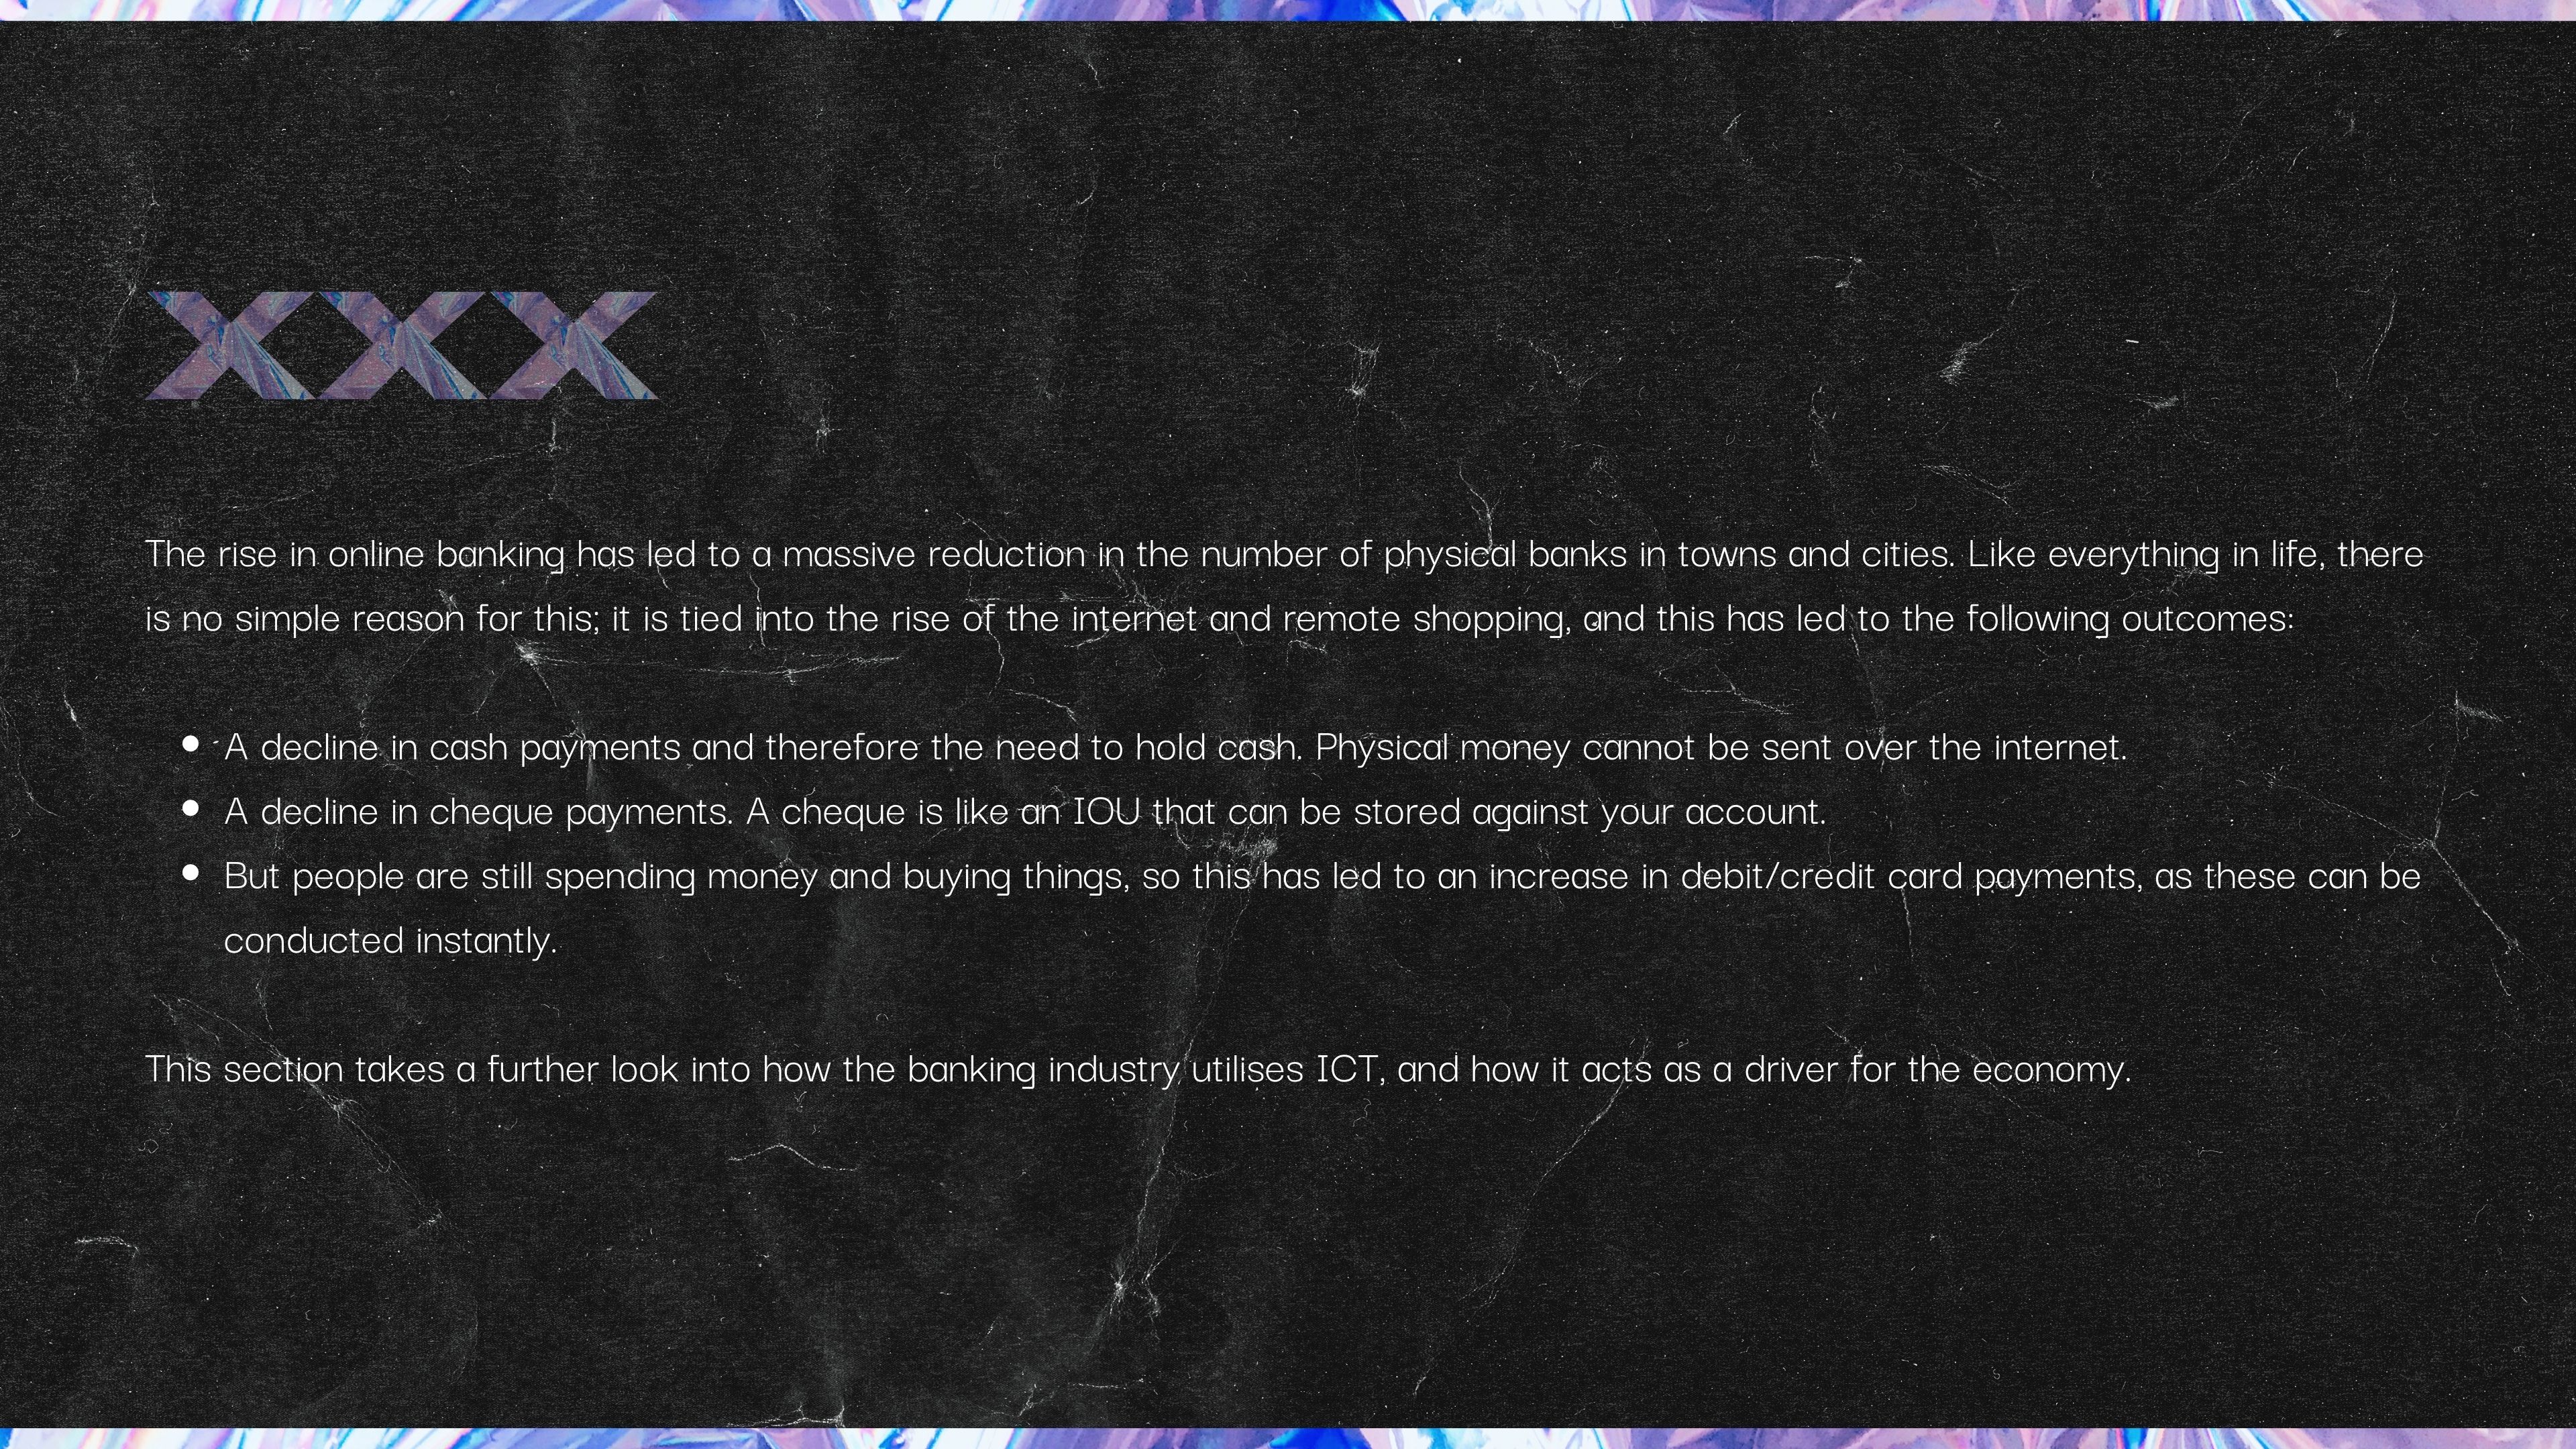 XXX
The rise in online banking has led to a massive reduction in the number of physical banks in towns and cities. Like everything in life, there
is no simple reason for this; it is tied into the rise of the internet and remote shopping, and this has led to the following outcomes:
• A decline in cash payments and therefore the need to hold cash. Physical money cannot be sent over the internet.
• A decline in cheque payments. A cheque is like an IOU that can be stored against your account.
• But people are still spending money and buying things, so this has led to an increase in debit/credit card payments, as these can be
conducted instantly.
This section takes a further look into how the banking industry utilises ICT, and how it acts as a driver for the economy.